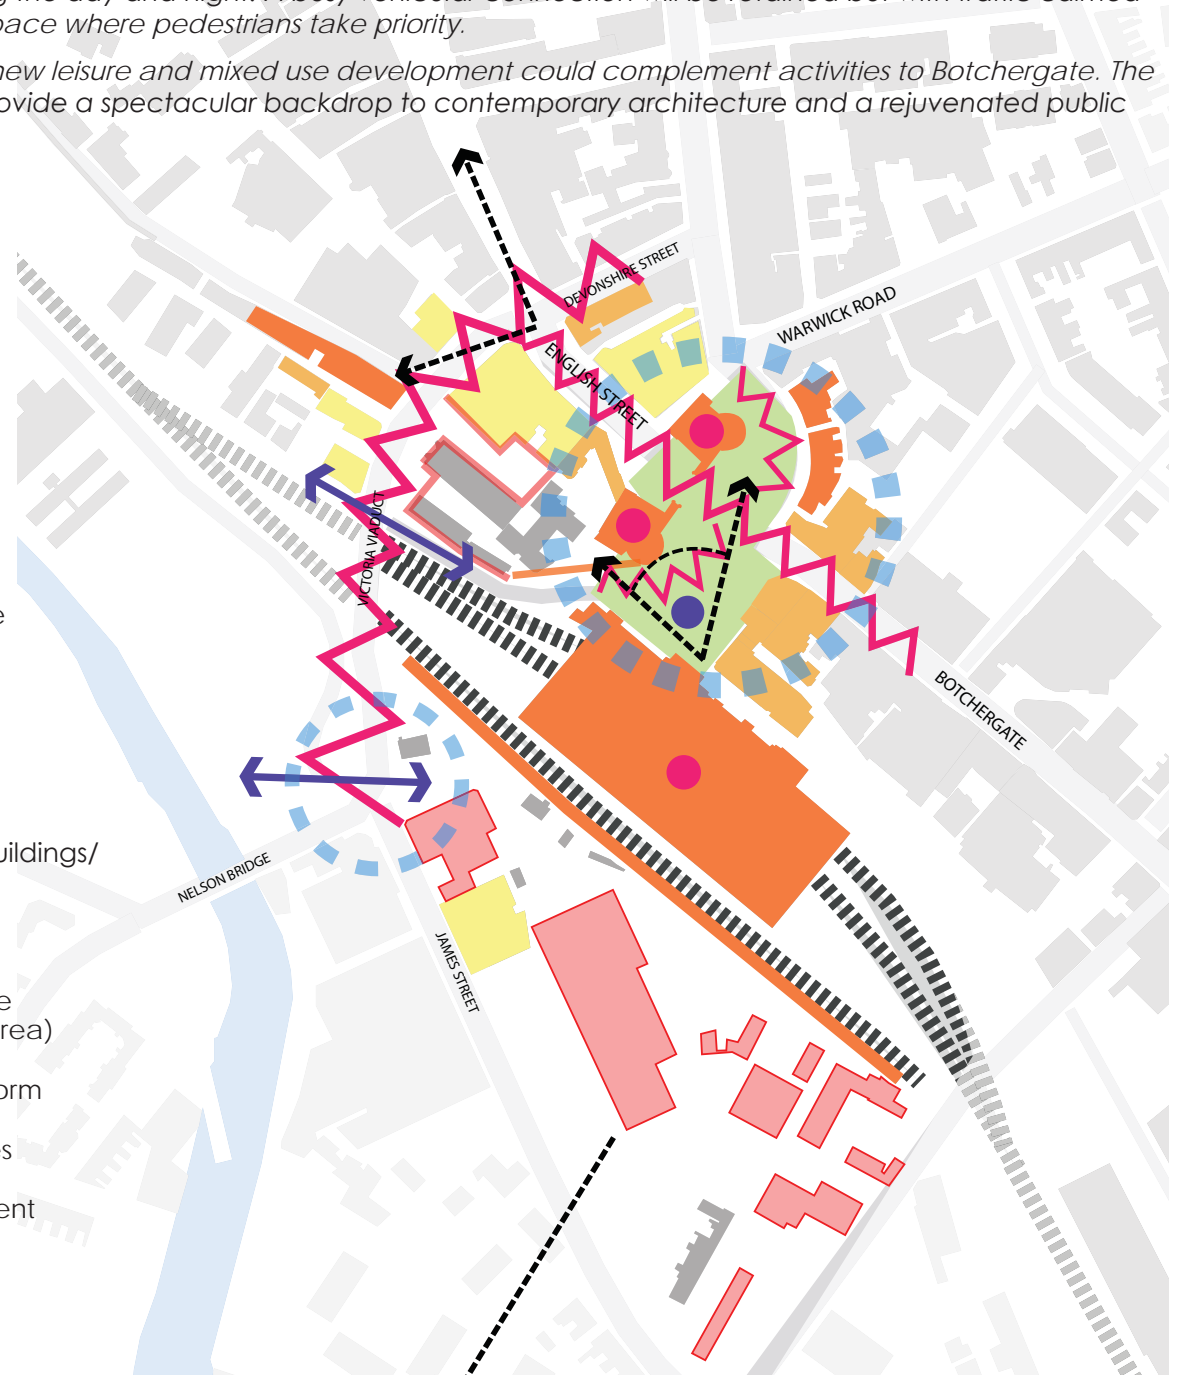 pace where pedestrians take priority.
new leisure and mixed use development could complement activities to Botchergate. The
ovide a spectacular backdrop to contemporary architecture and a rejuvenated public
DEVONSHIRE STREET
WARWICK ROAD
ENGLISH STREET
VICTORIA VIADUCT
e
BOTCHERGATE
uildings/
NELSON BRIDGE
JAMES STREET
e
rea)
orm
es
ent